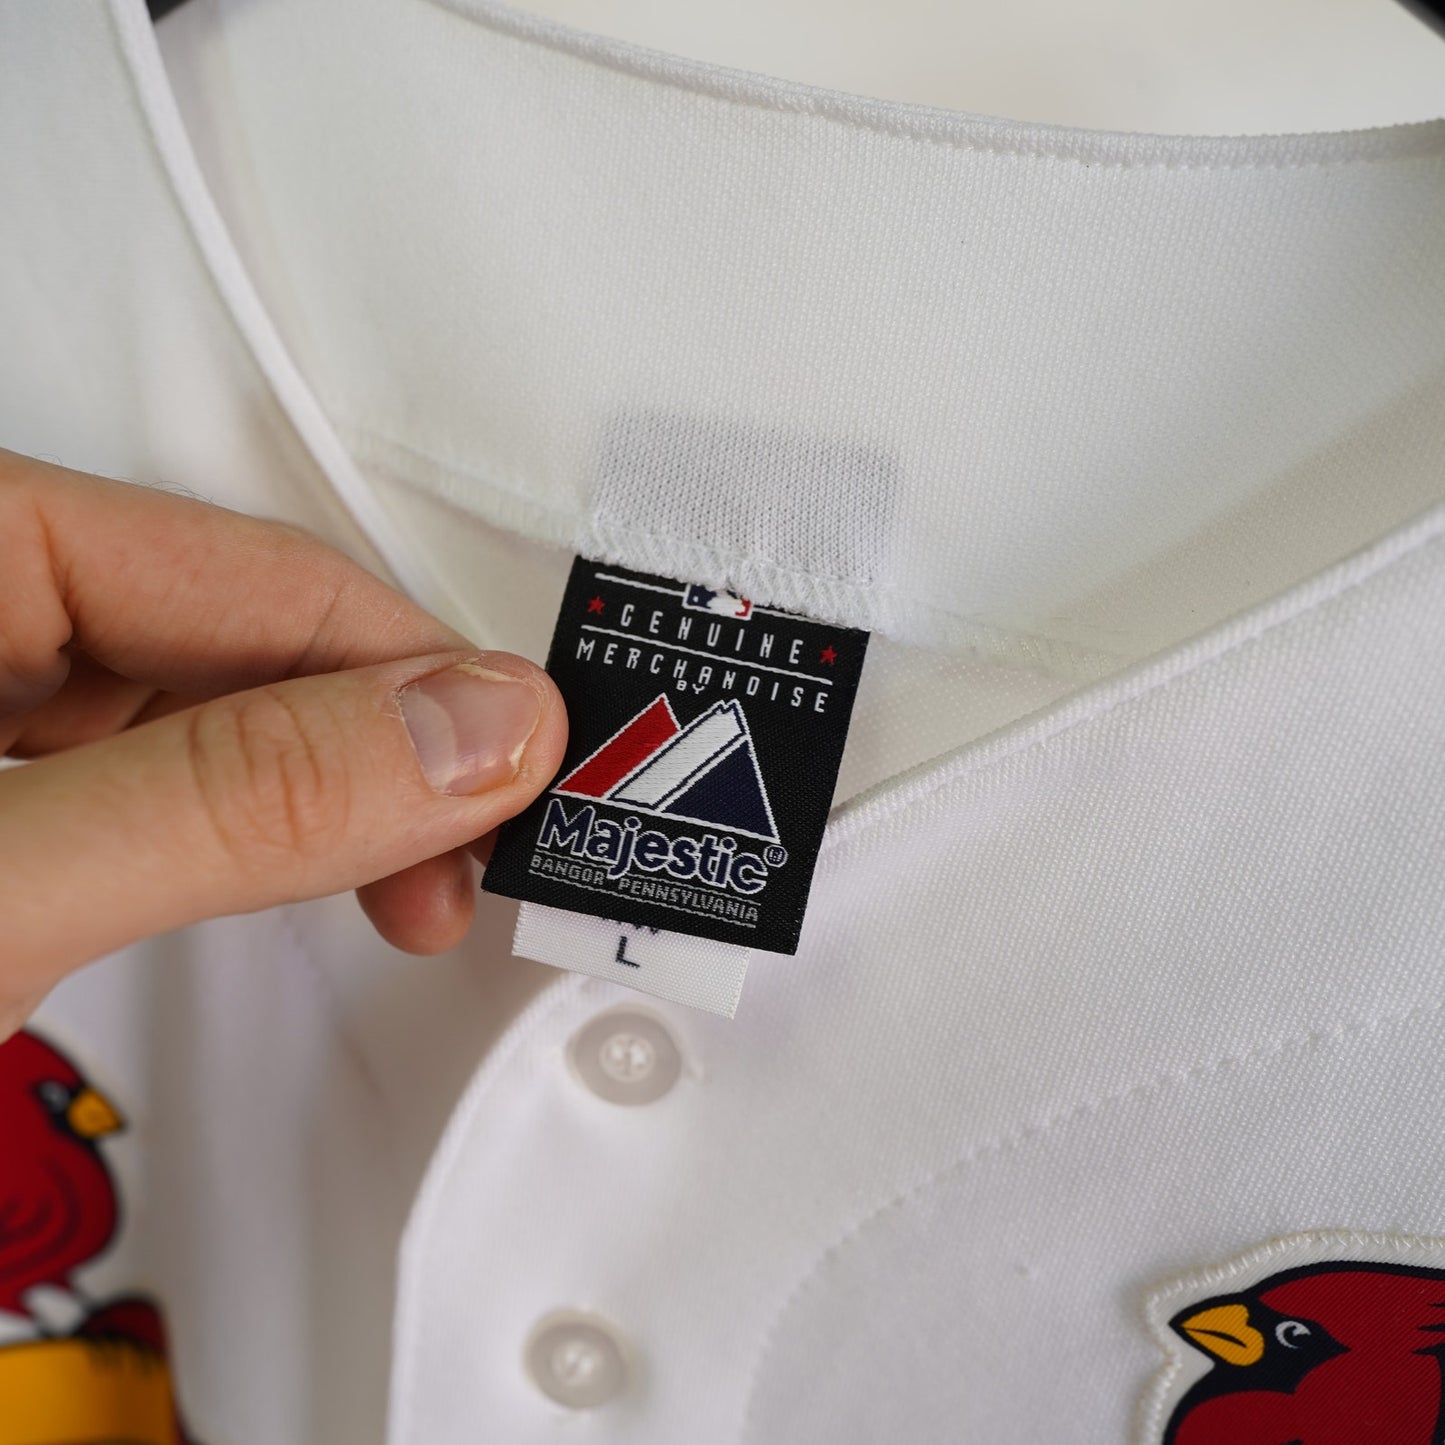 GENUINE
MERCHANDISE
BY
Majestic®
BANGOR PENNSYLVANIA
L